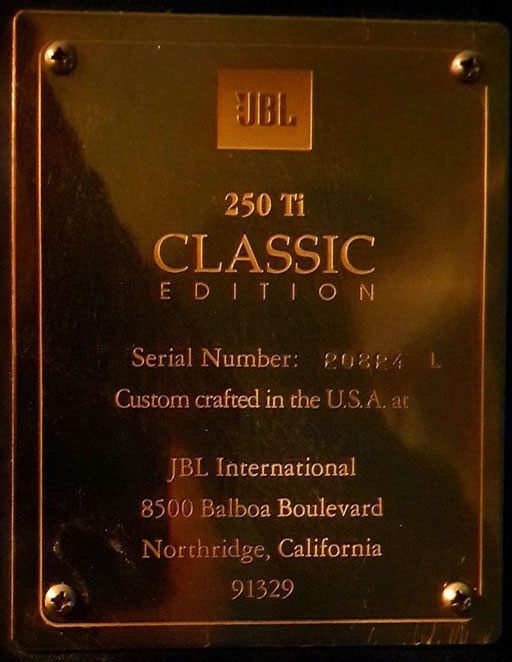 JBL
250 Ti
CLASSIC
EDITION
Serial Number: 20824 L
Custom crafted in the U.S.A. at
JBL International
8500 Balboa Boulevard
Northridge, California
91329